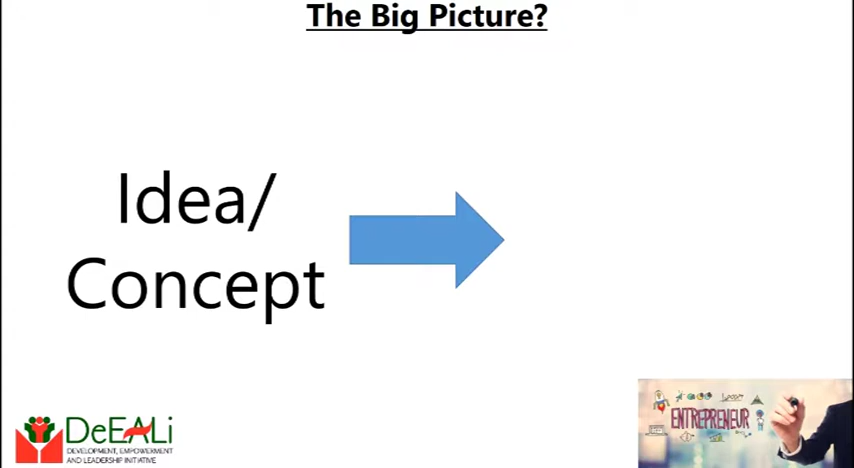 The Big Picture?
Idea/
Concept
DeEALi
DEVELOPMENT, EMPOWERMENT
AND LEADERSHIP INITIATIVE
ENTREPRENEUR